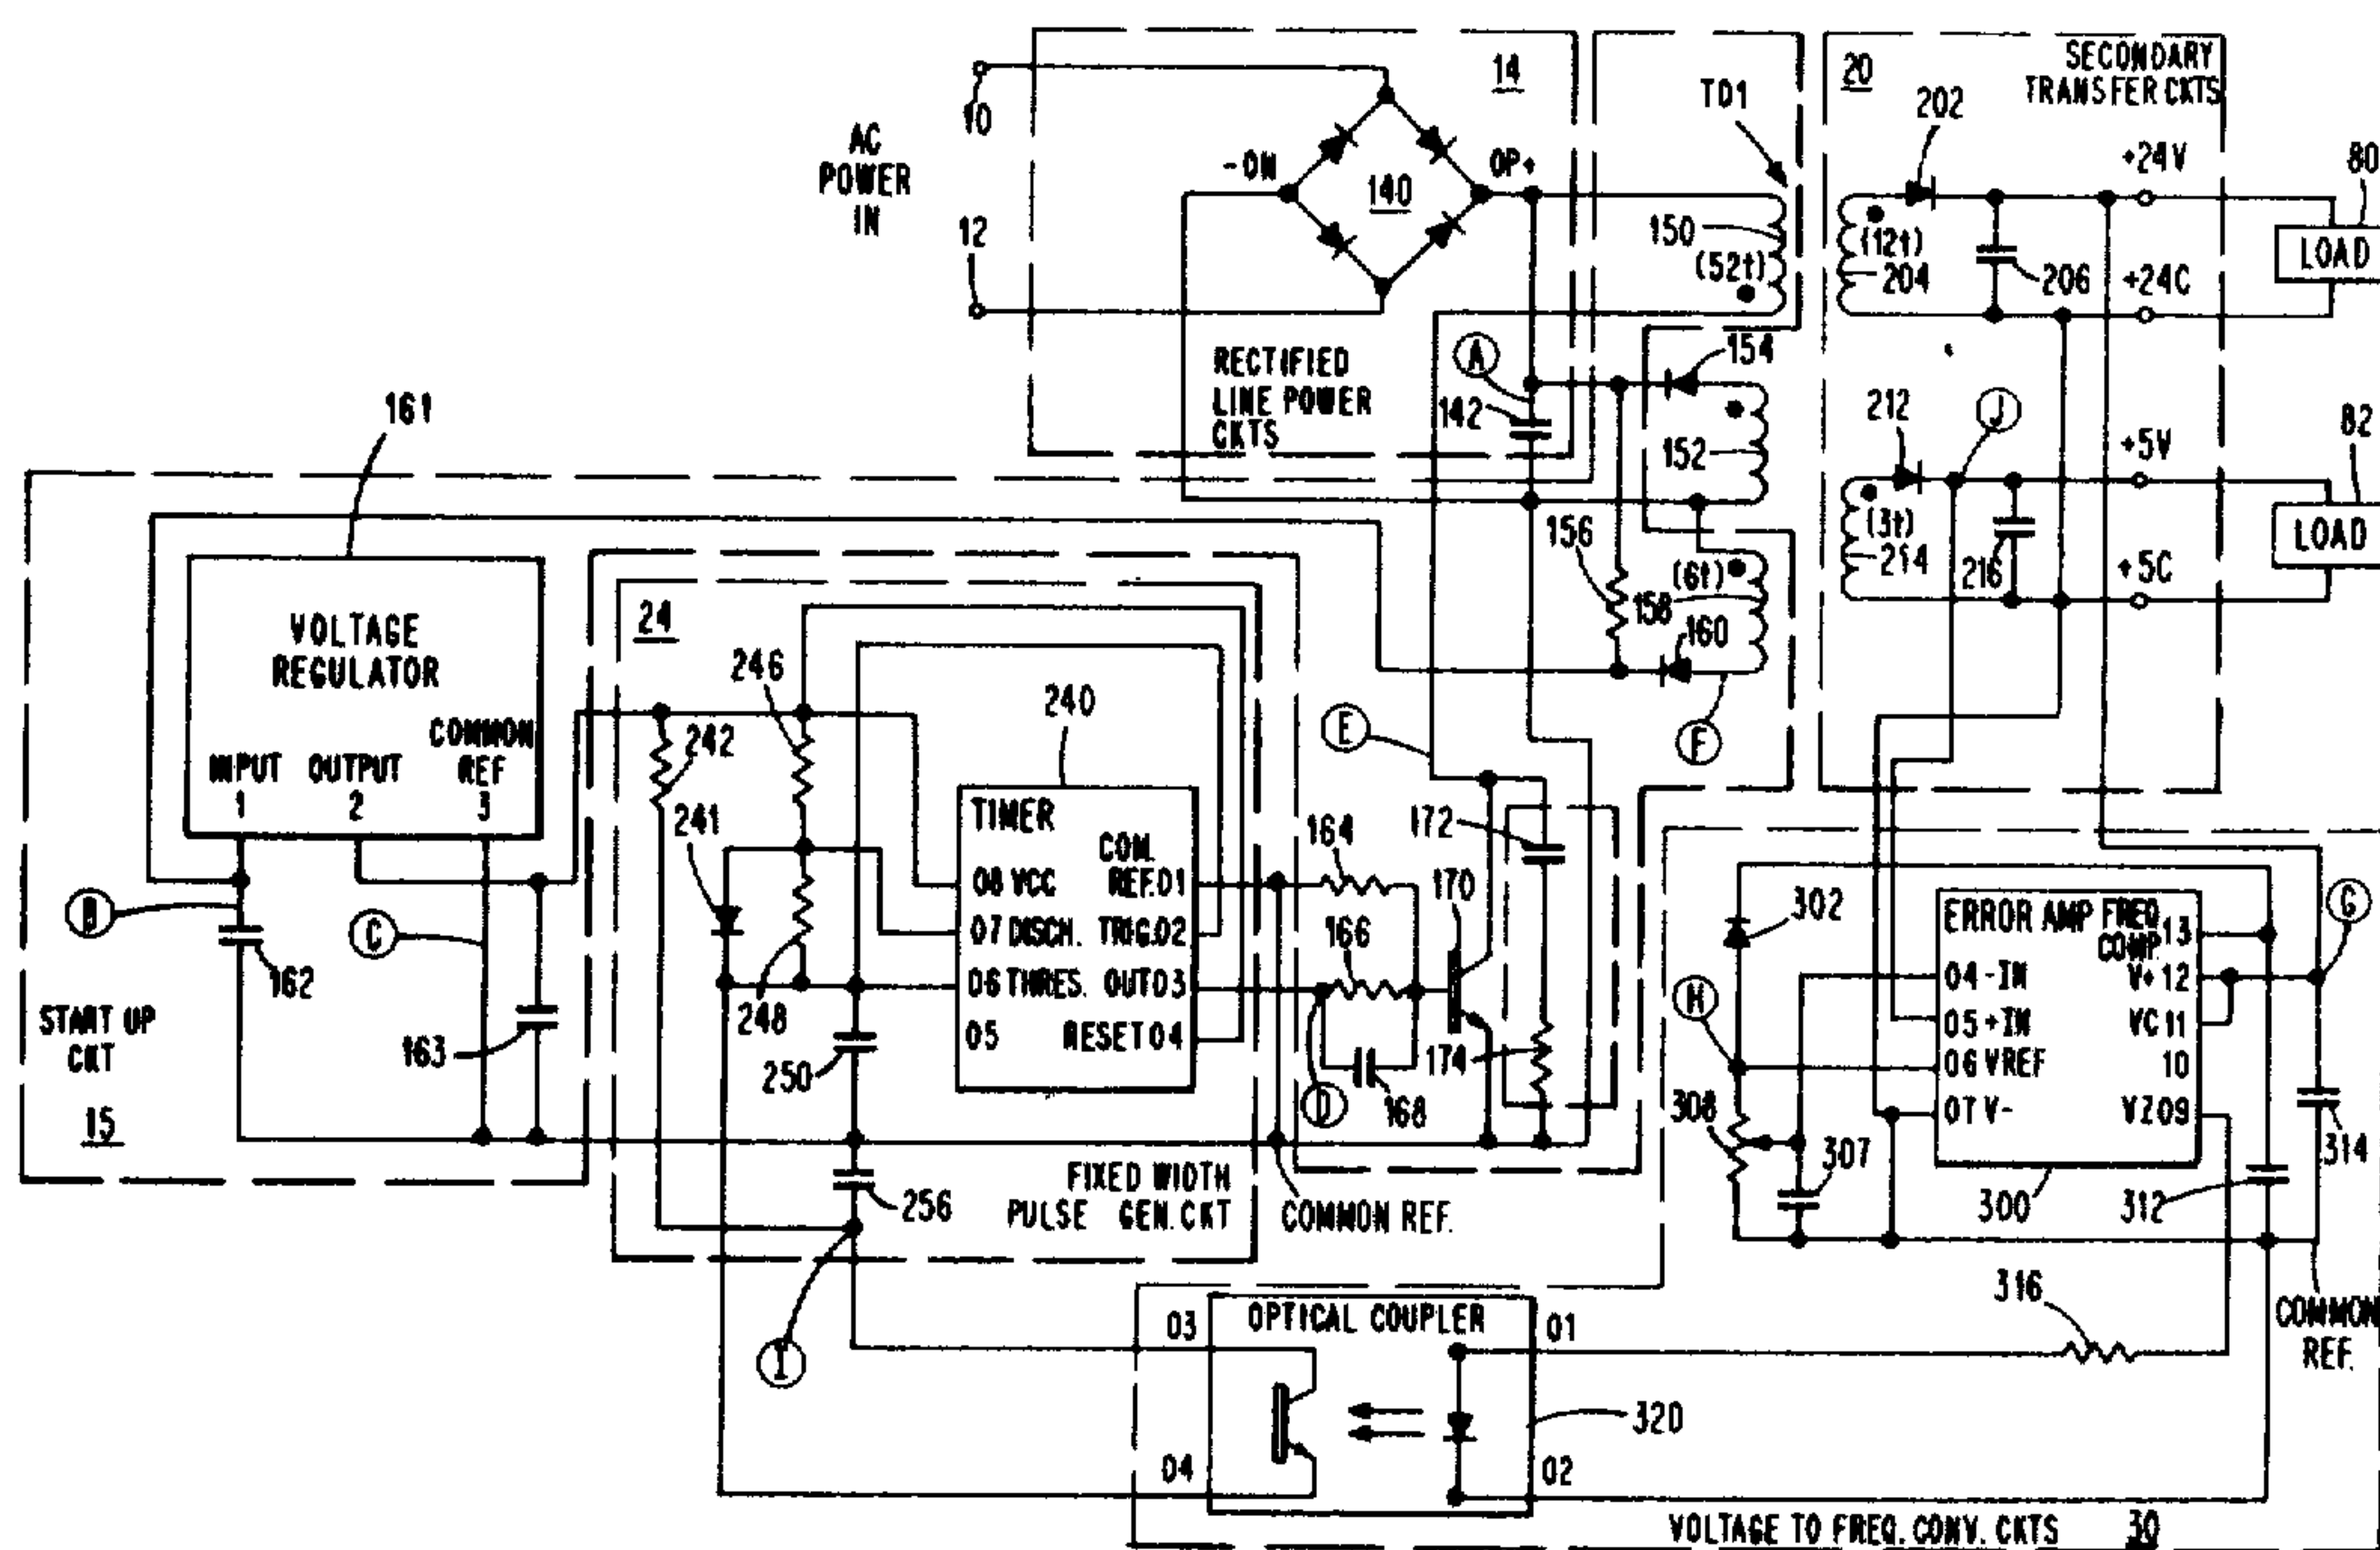 14
10
AC
POWER
IN
12
-ON
140
OP+
RECTIFIED
LINE POWER
CKTS
TD1
150
(52t)
A
142
154
152
156
(6t)
158
160
F
E
20
SECONDARY
TRANSFER CKTS
202
(12t)
204
206
+24V
+24C
80
LOAD
212
J
(3t)
214
216
+5V
+5C
82
LOAD
161
VOLTAGE
REGULATOR
COMMON
INPUT OUTPUT REF
1 2 3
B
162
C
163
START UP
CKT
15
24
246
242
241
240
TIMER
COM.
08 VCC REF.01
07 DISCH. TRIG.02
06 THRES. OUT03
05 RESET04
248
250
256
FIXED WIDTH
PULSE GEN. CKT
I
164
166
168
D
170
172
174
COMMON REF.
302
H
308
307
ERROR AMP FREQ.
COMP. 13
04 -IN V+12
05 +IN VC11
06 VREF 10
07 V- VZ09
300
G
314
312
316
COMMON
REF.
OPTICAL COUPLER
03
04
01
02
320
VOLTAGE TO FREQ. CONV. CKTS 30